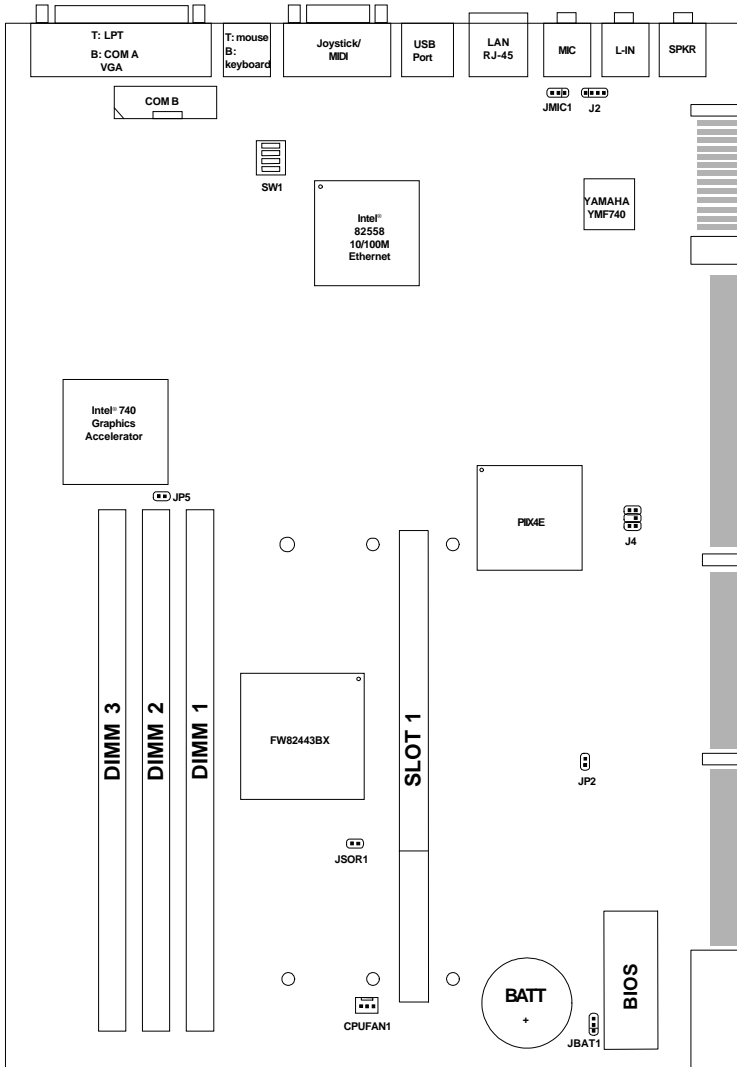 T: LPT
B: COM A
VGA
T: mouse
B:
keyboard
Joystick/
MIDI
USB
Port
LAN
RJ-45
MIC
L-IN
SPKR
COM B
JMIC1
J2
SW1
Intel®
82558
10/100M
Ethernet
YAMAHA
YMF740
Intel® 740
Graphics
Accelerator
JP5
PIIX4E
J4
DIMM 3
DIMM 2
DIMM 1
FW82443BX
SLOT 1
JP2
JSOR1
BATT
+
BIOS
CPUFAN1
JBAT1